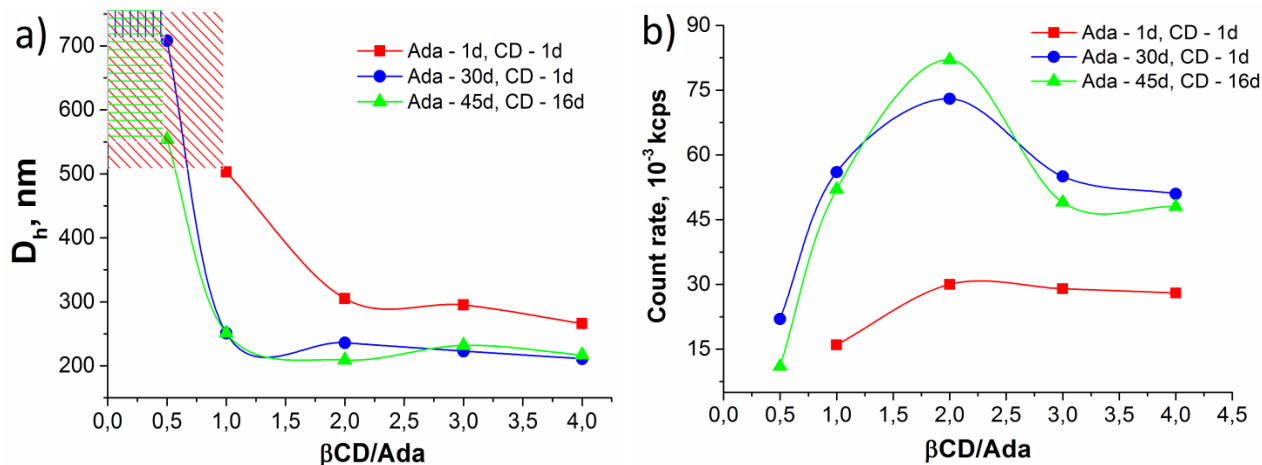 a)
Ada - 1d, CD - 1d
Ada - 30d, CD - 1d
Ada - 45d, CD - 16d
D_h, nm
700
600
500
400
300
200
0,0 0,5 1,0 1,5 2,0 2,5 3,0 3,5 4,0
βCD/Ada
b)
Ada - 1d, CD - 1d
Ada - 30d, CD - 1d
Ada - 45d, CD - 16d
Count rate, 10⁻³ kcps
90
75
60
45
30
15
0,0 0,5 1,0 1,5 2,0 2,5 3,0 3,5 4,0 4,5
βCD/Ada